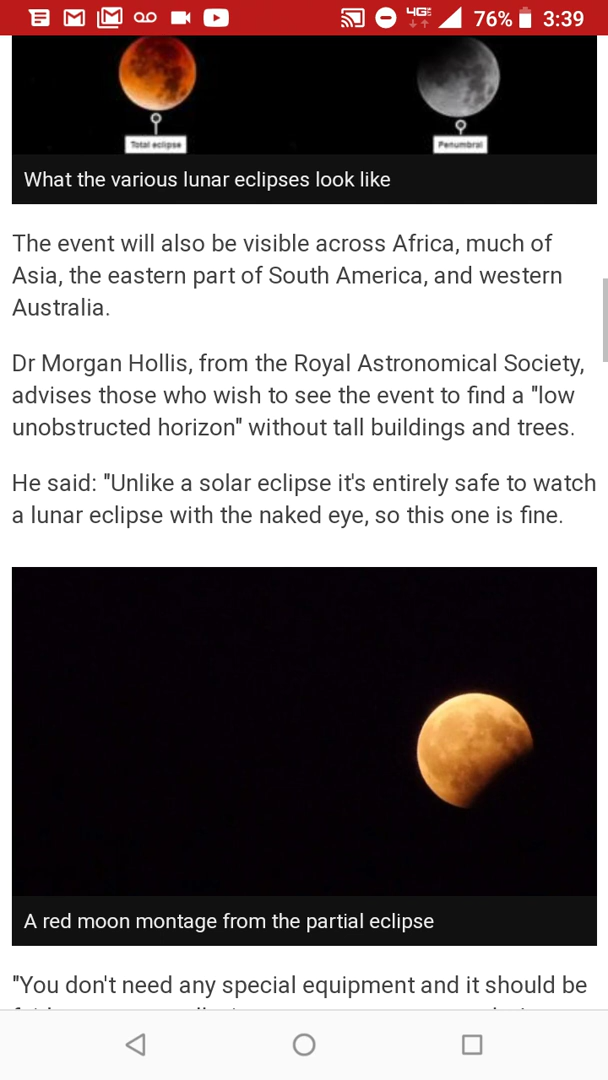 4GE 76% 3:39
Total eclipse Penumbral
What the various lunar eclipses look like
The event will also be visible across Africa, much of
Asia, the eastern part of South America, and western
Australia.
Dr Morgan Hollis, from the Royal Astronomical Society,
advises those who wish to see the event to find a "low
unobstructed horizon" without tall buildings and trees.
He said: "Unlike a solar eclipse it's entirely safe to watch
a lunar eclipse with the naked eye, so this one is fine.
A red moon montage from the partial eclipse
"You don't need any special equipment and it should be